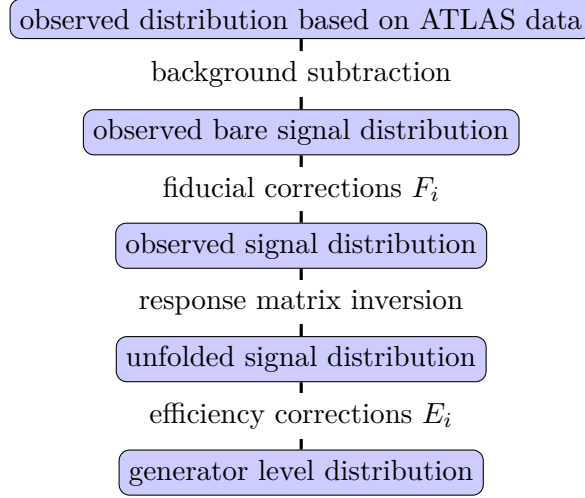 observed distribution based on ATLAS data
background subtraction
observed bare signal distribution
fiducial corrections F_i
observed signal distribution
response matrix inversion
unfolded signal distribution
efficiency corrections E_i
generator level distribution